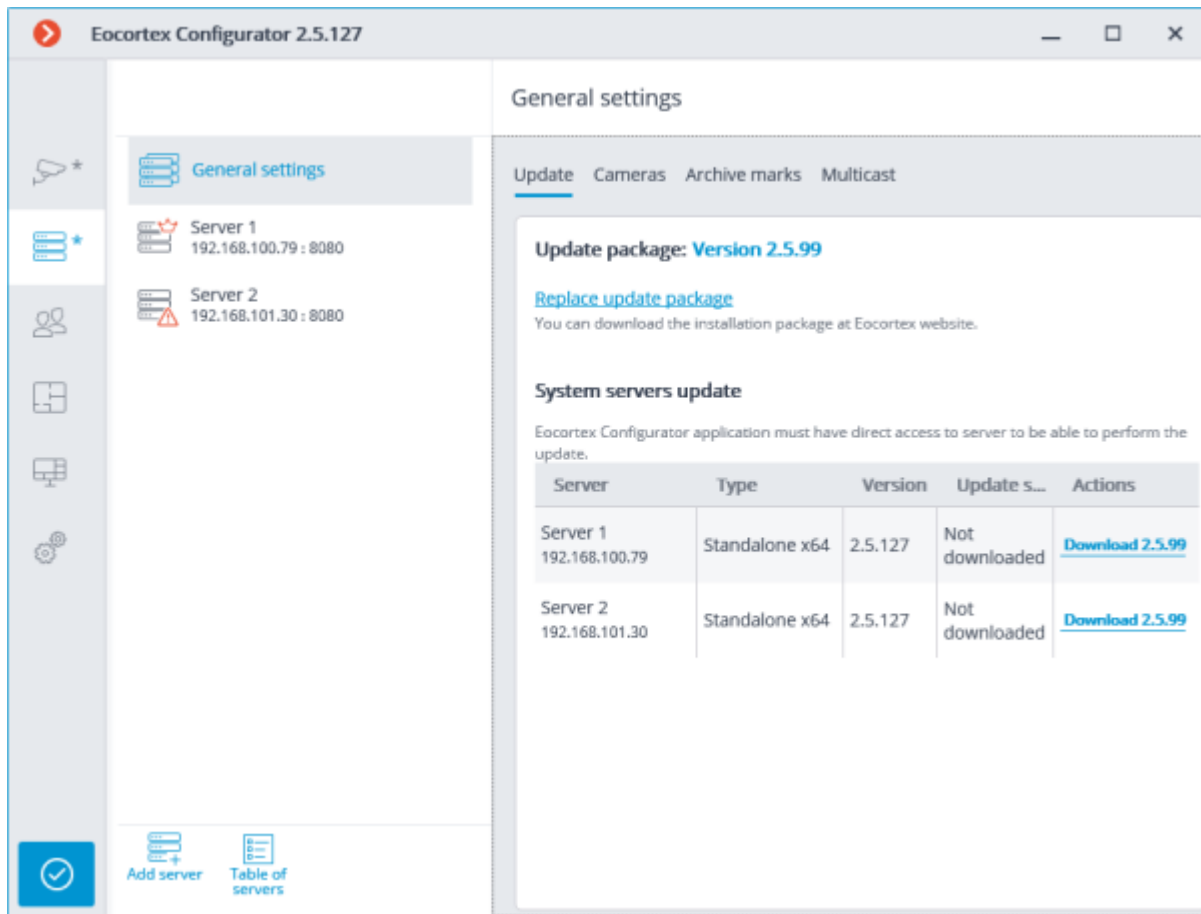 Eocortex Configurator 2.5.127
General settings
General settings
Server 1
192.168.100.79 : 8080
Server 2
192.168.101.30 : 8080
Add server
Table of
servers
Update Cameras Archive marks Multicast
Update package: Version 2.5.99
Replace update package
You can download the installation package at Eocortex website.
System servers update
Eocortex Configurator application must have direct access to server to be able to perform the
update.
Server Type Version Update s... Actions
Server 1
192.168.100.79
Standalone x64
2.5.127
Not
downloaded
Download 2.5.99
Server 2
192.168.101.30
Standalone x64
2.5.127
Not
downloaded
Download 2.5.99